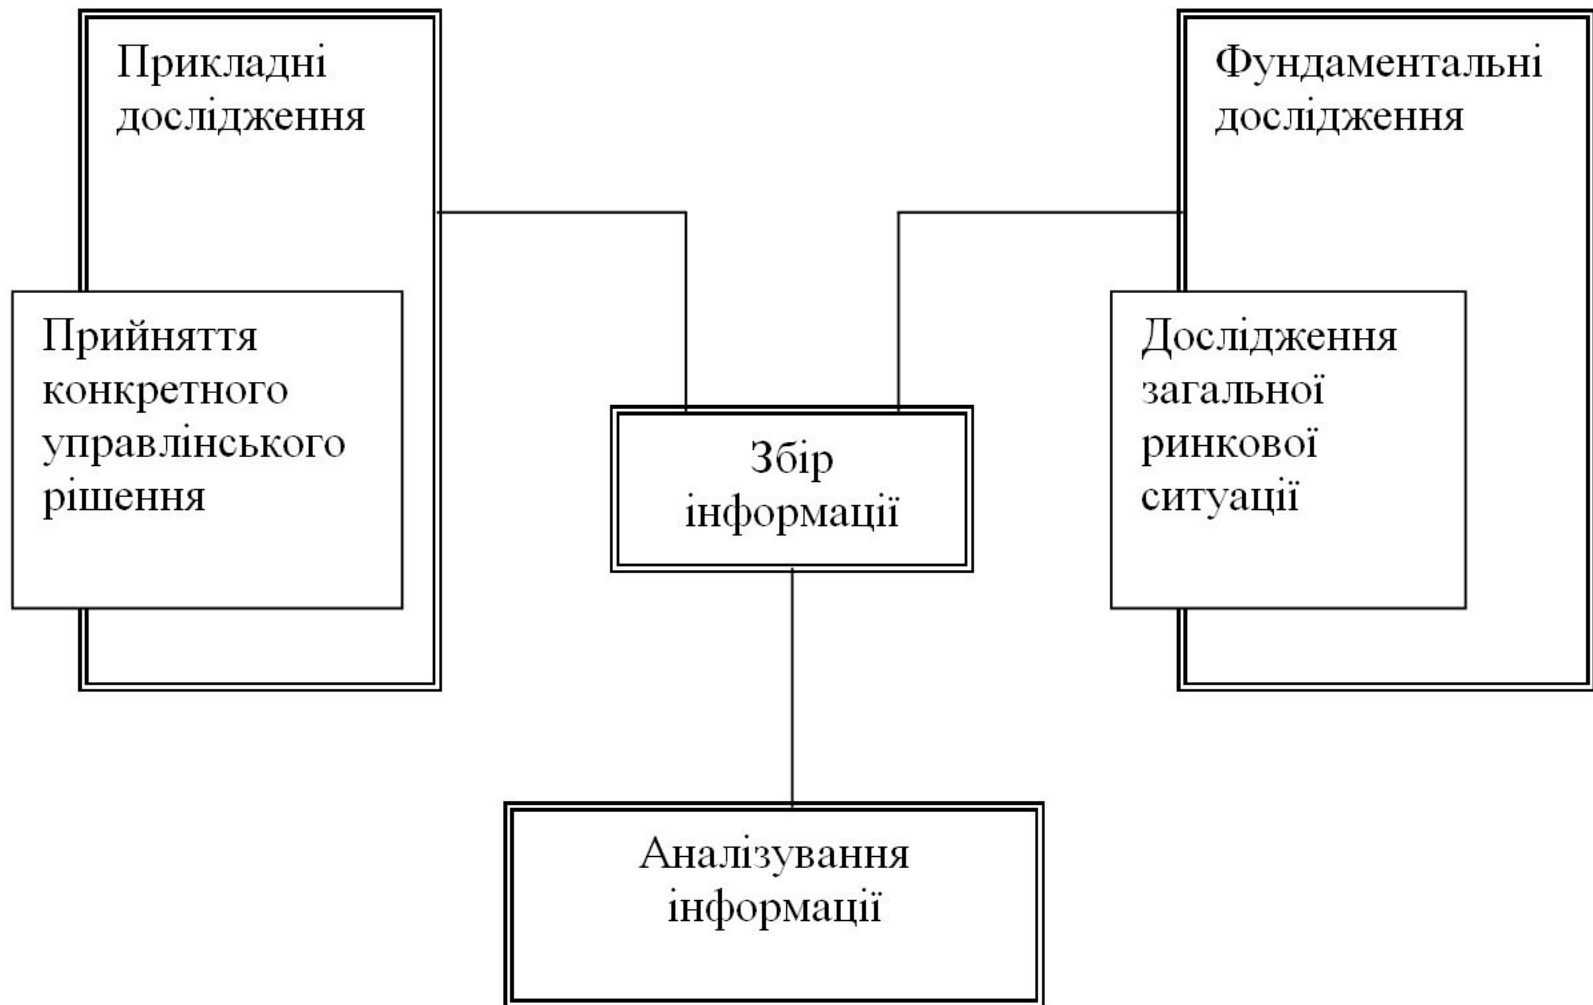 Прикладні
дослідження
Прийняття
конкретного
управлінського
рішення
Збір
інформації
Фундаментальні
дослідження
Дослідження
загальної
ринкової
ситуації
Аналізування
інформації